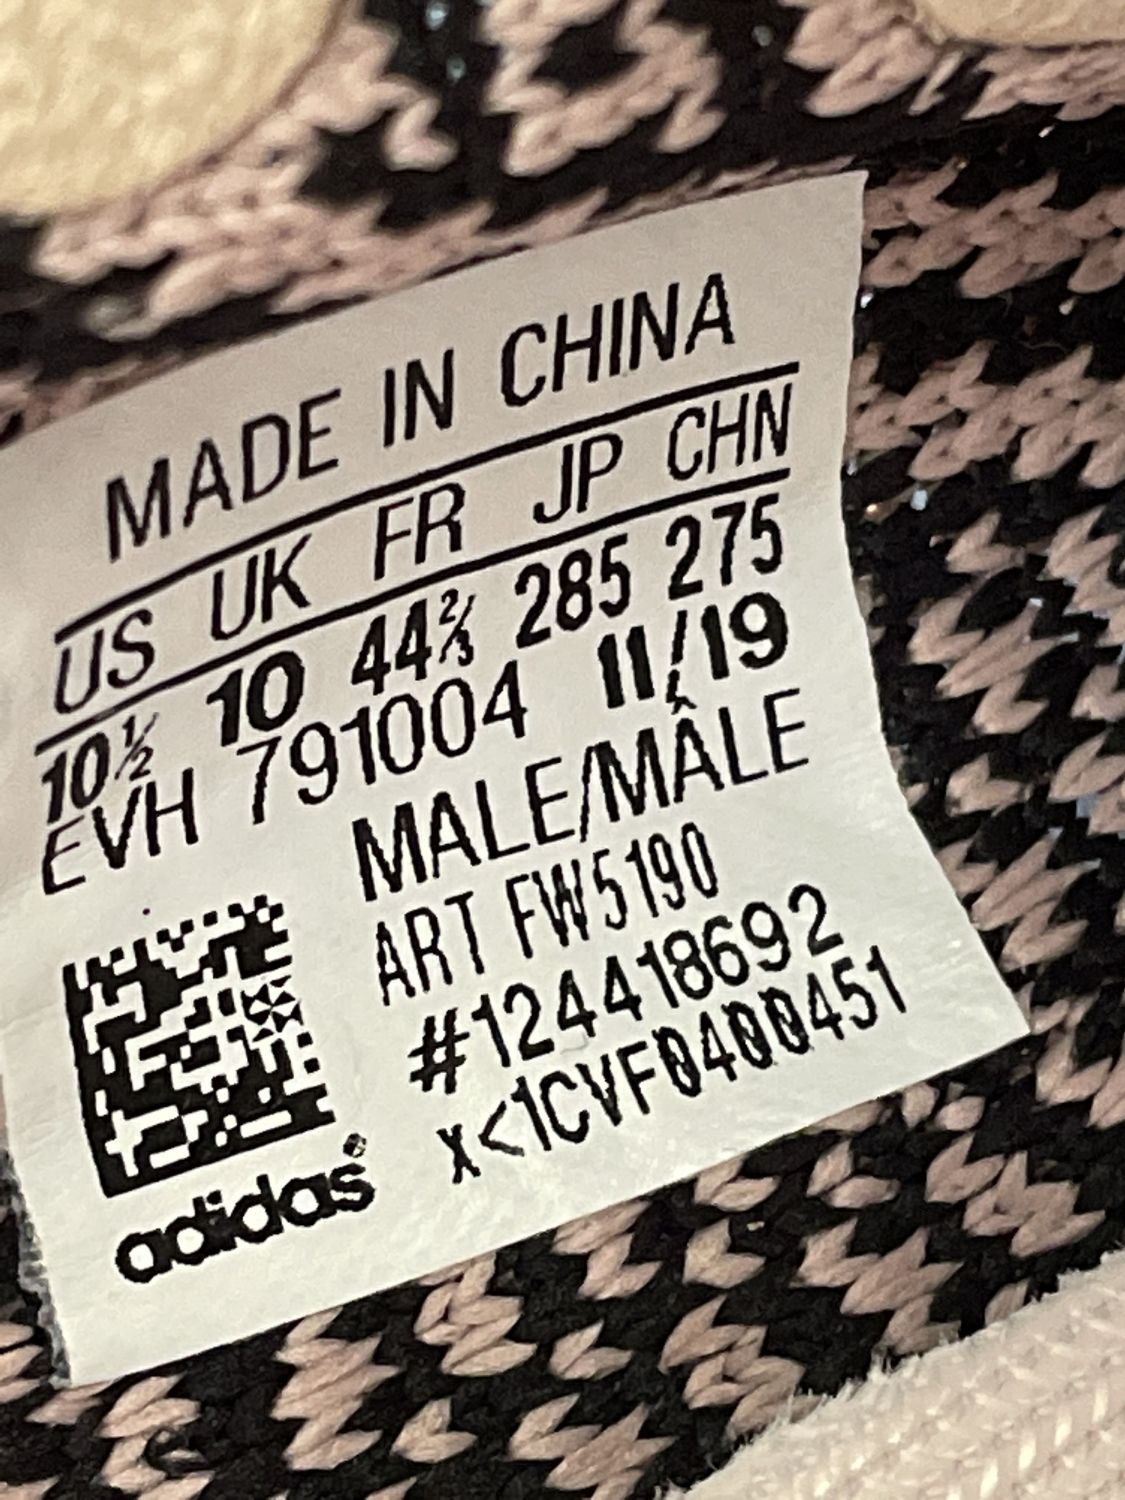 MADE IN CHINA
US UK FR JP CHN
10½ 10 44⅔ 285 275
EVH 791004 11/19
MALE/MÂLE
ART FW5190
#124418692
x<1CVF0400451
adidas®